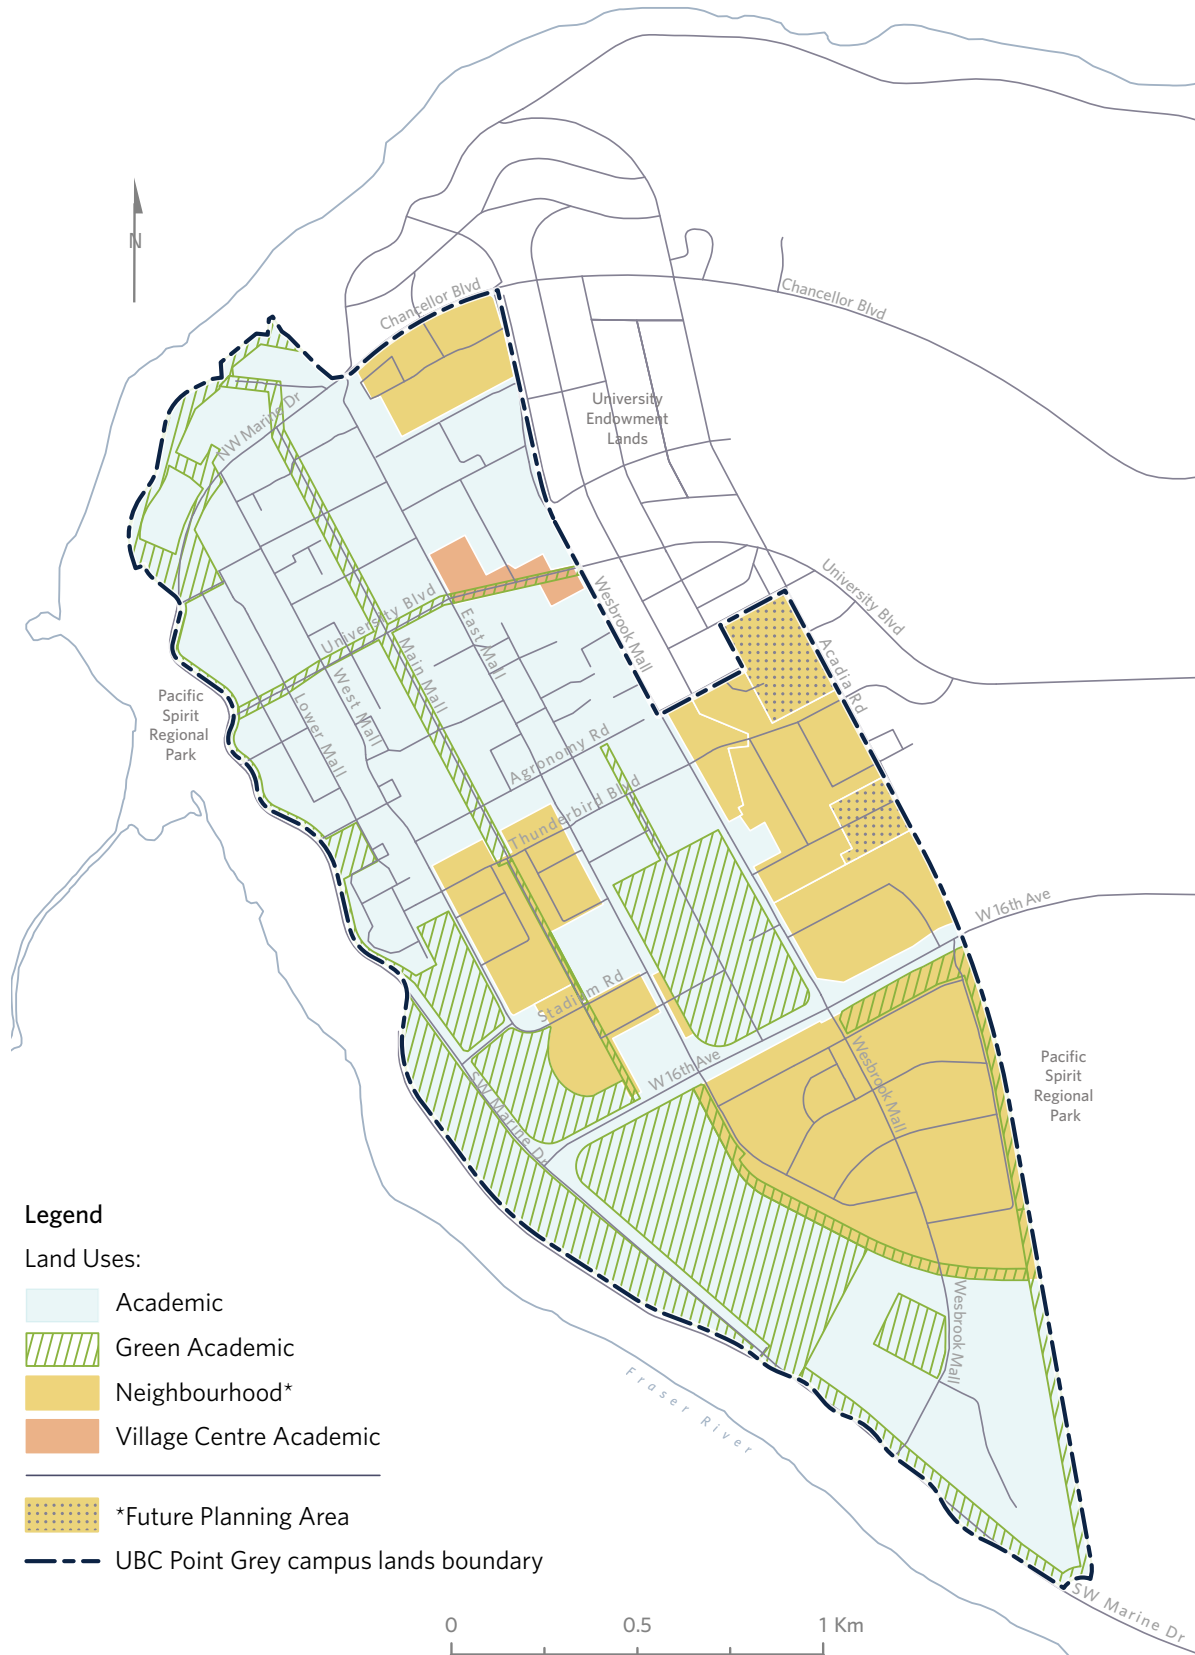 N
Chancellor Blvd
Chancellor Blvd
NW Marine Dr
University
Endowment
Lands
University Blvd
University Blvd
Wesbrook Mall
East Mall
Main Mall
West Mall
Lower Mall
Acadia Rd
Pacific
Spirit
Regional
Park
Agronomy Rd
Thunderbird Blvd
W 16th Ave
Stadium Rd
W 16th Ave
Wesbrook Mall
SW Marine Dr
Pacific
Spirit
Regional
Park
Wesbrook Mall
Fraser River
SW Marine Dr
Legend
Land Uses:
Academic
Green Academic
Neighbourhood*
Village Centre Academic
*Future Planning Area
UBC Point Grey campus lands boundary
0 0.5 1 Km